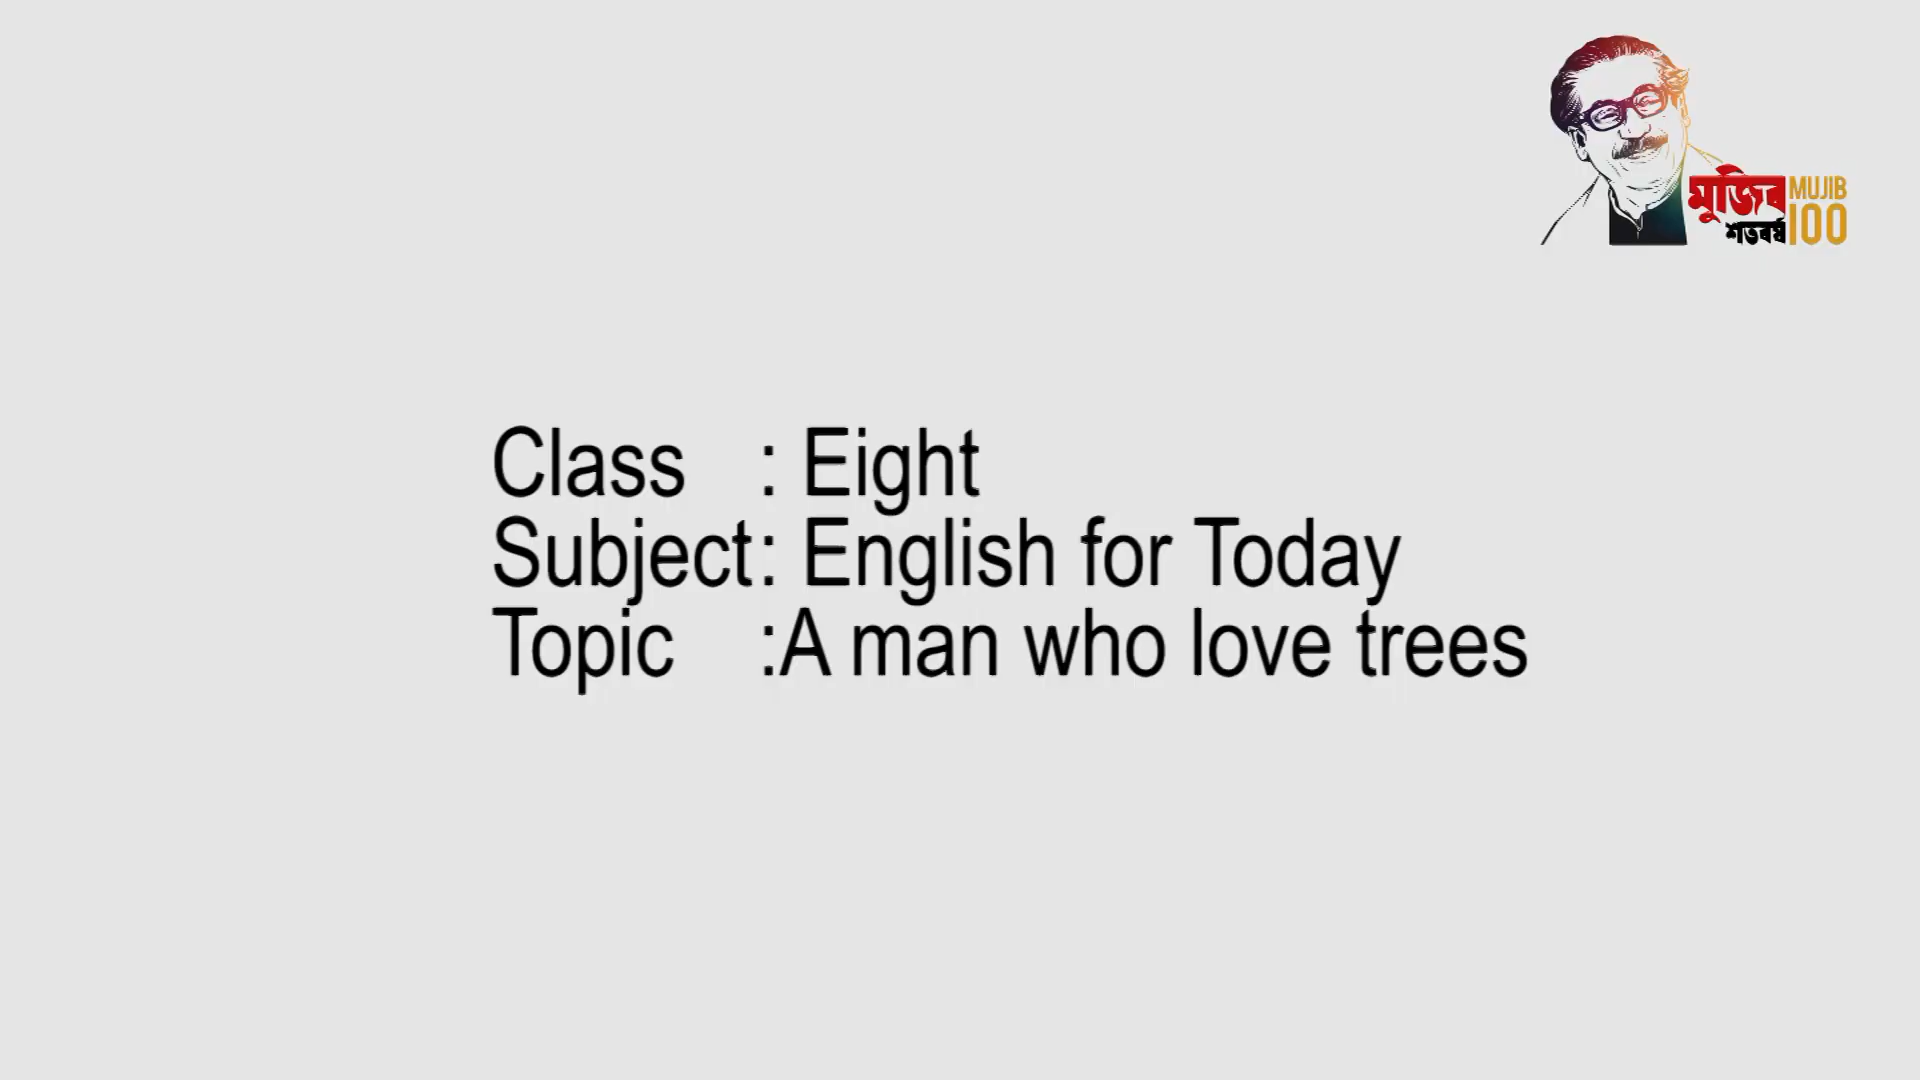 মুজিব MUJIB
শতবর্ষ 100
Class : Eight
Subject : English for Today
Topic :A man who love trees